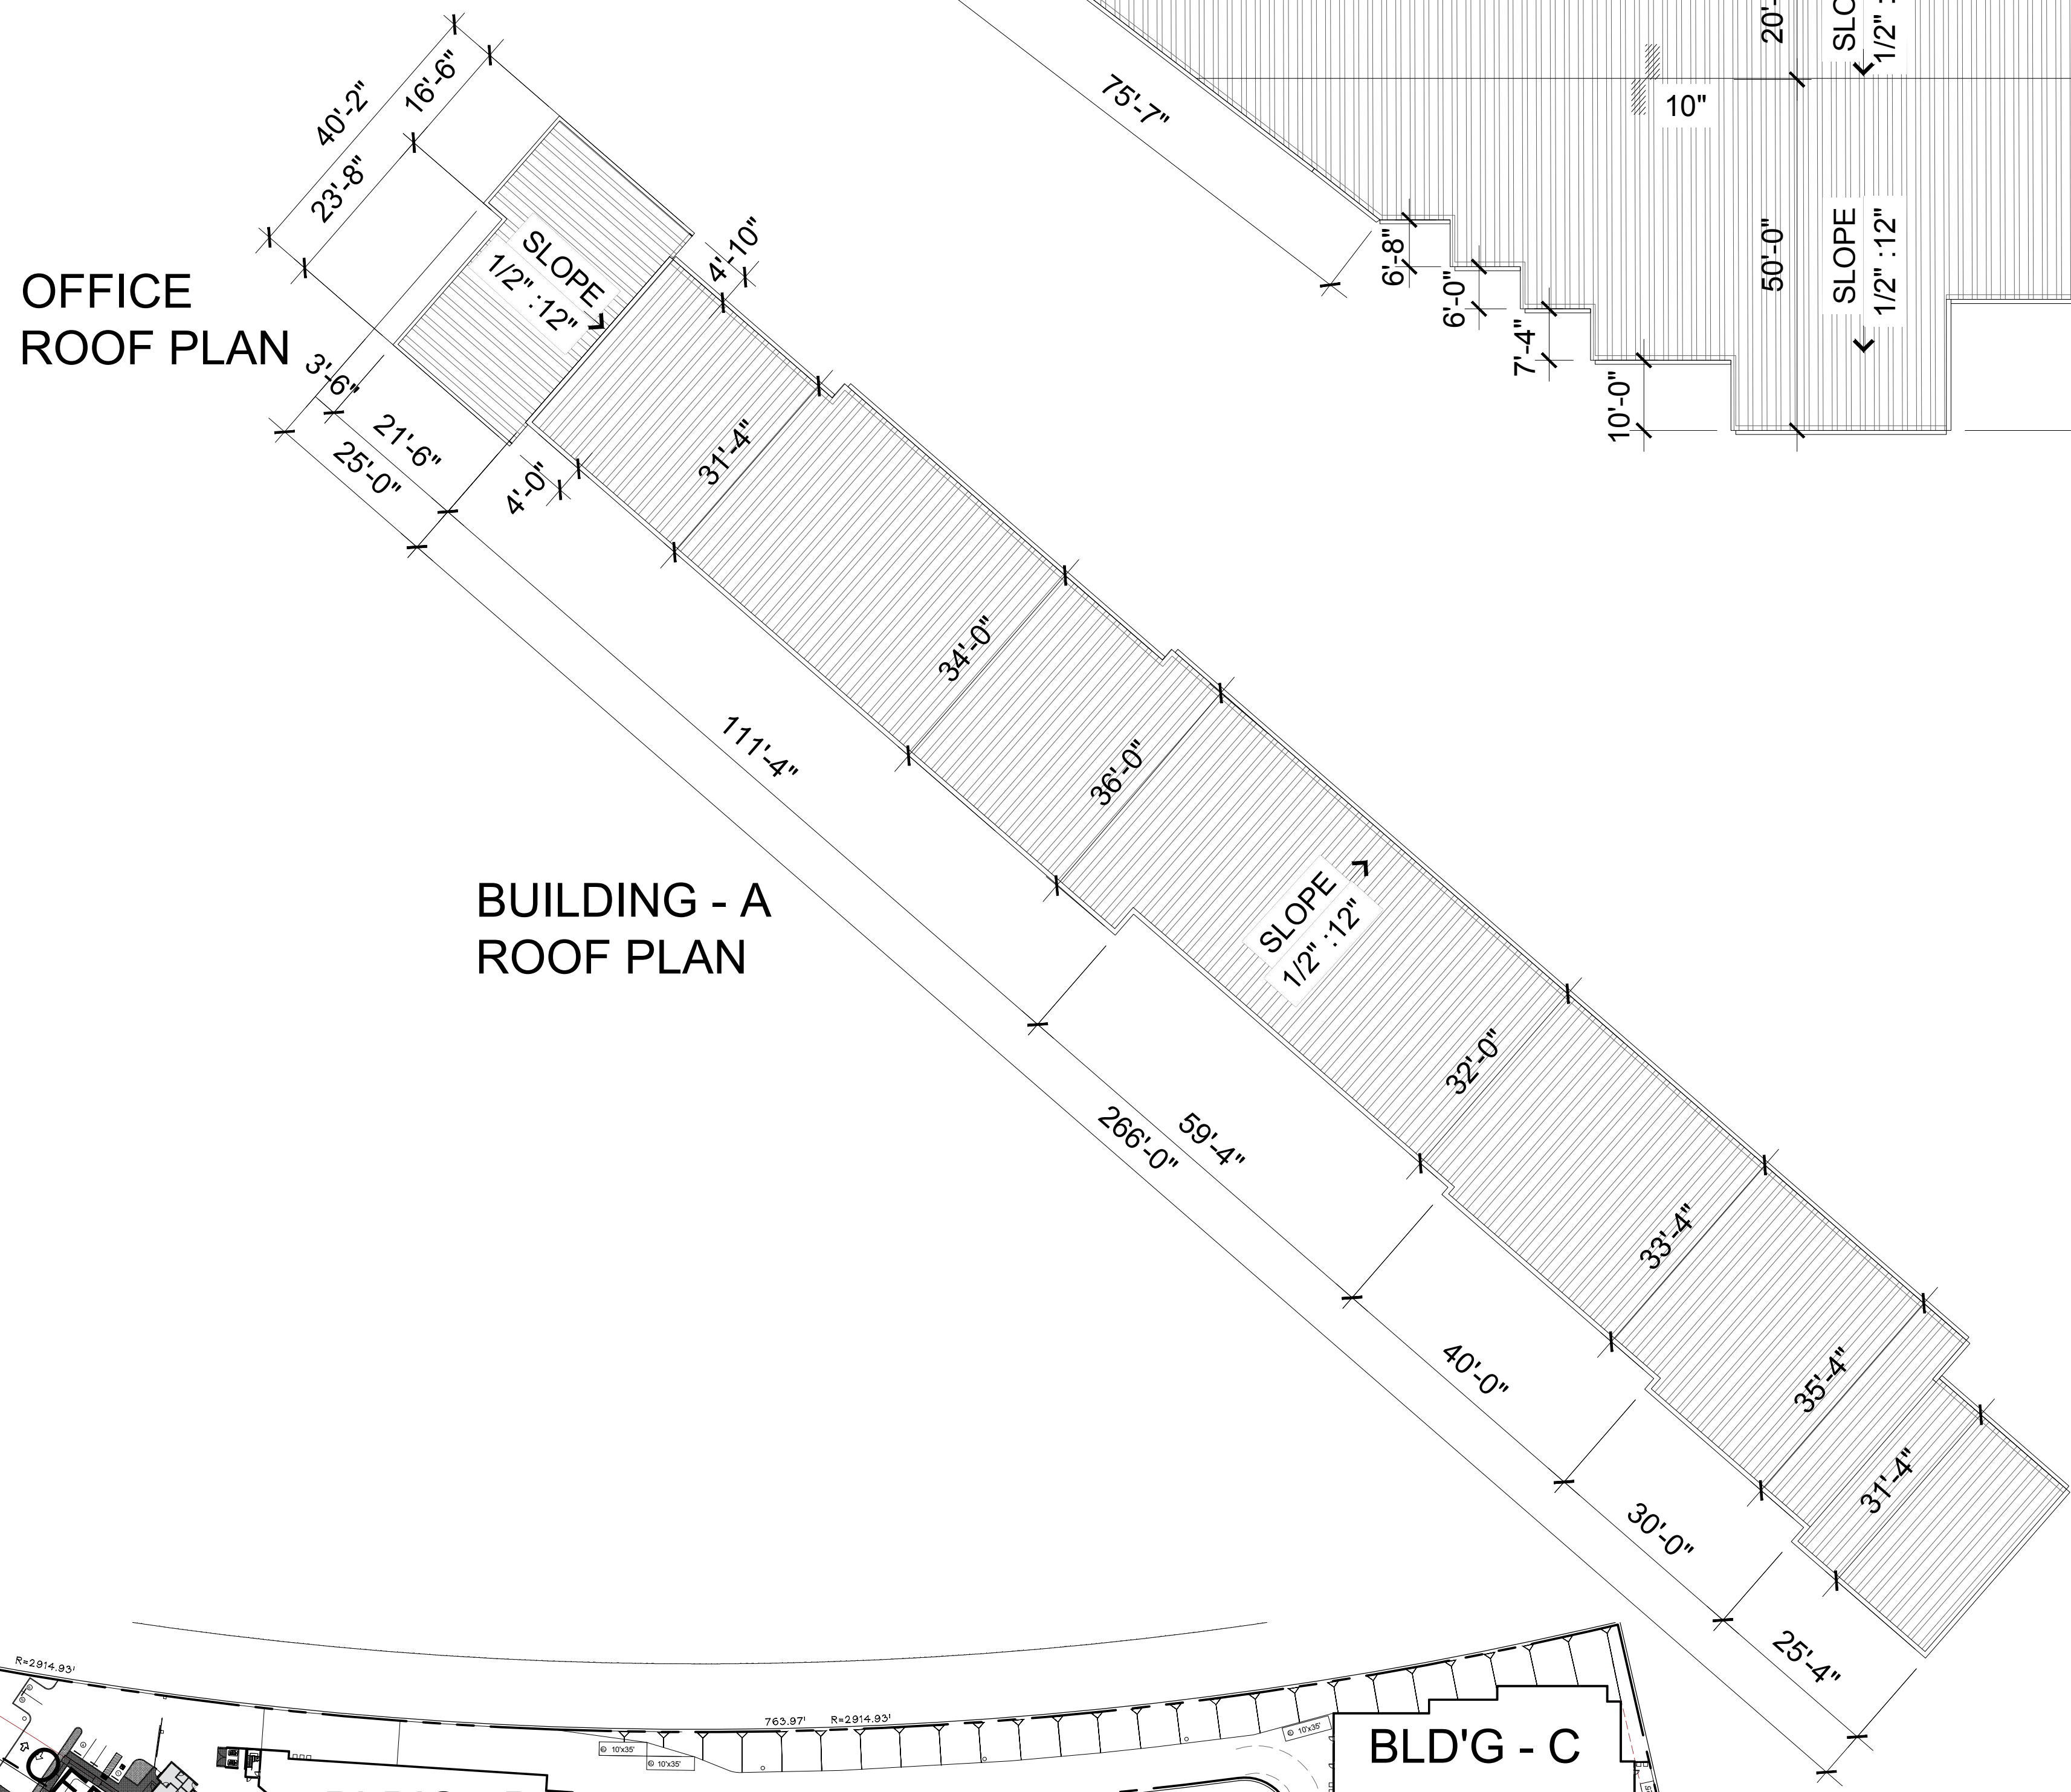 40'-2"
16'-6"
23'-8"
OFFICE
ROOF PLAN
SLOPE
1/2" :12"
4'-10"
3'-6"
21'-6"
25'-0"
4'-0"
31'-4"
34'-0"
36'-0"
111'-4"
BUILDING - A
ROOF PLAN
SLOPE
1/2" :12"
32'-0"
59'-4"
266'-0"
33'-4"
40'-0"
35'-4"
31'-4"
30'-0"
25'-4"
75'-7"
10"
6'-8"
6'-0"
7'-4"
10'-0"
50'-0"
SLOPE
1/2" :12"
20'-
SLO
1/2" :
R=2914.93'
763.97'
R=2914.93'
10'x35'
10'x35'
10'x35'
BLD'G - C